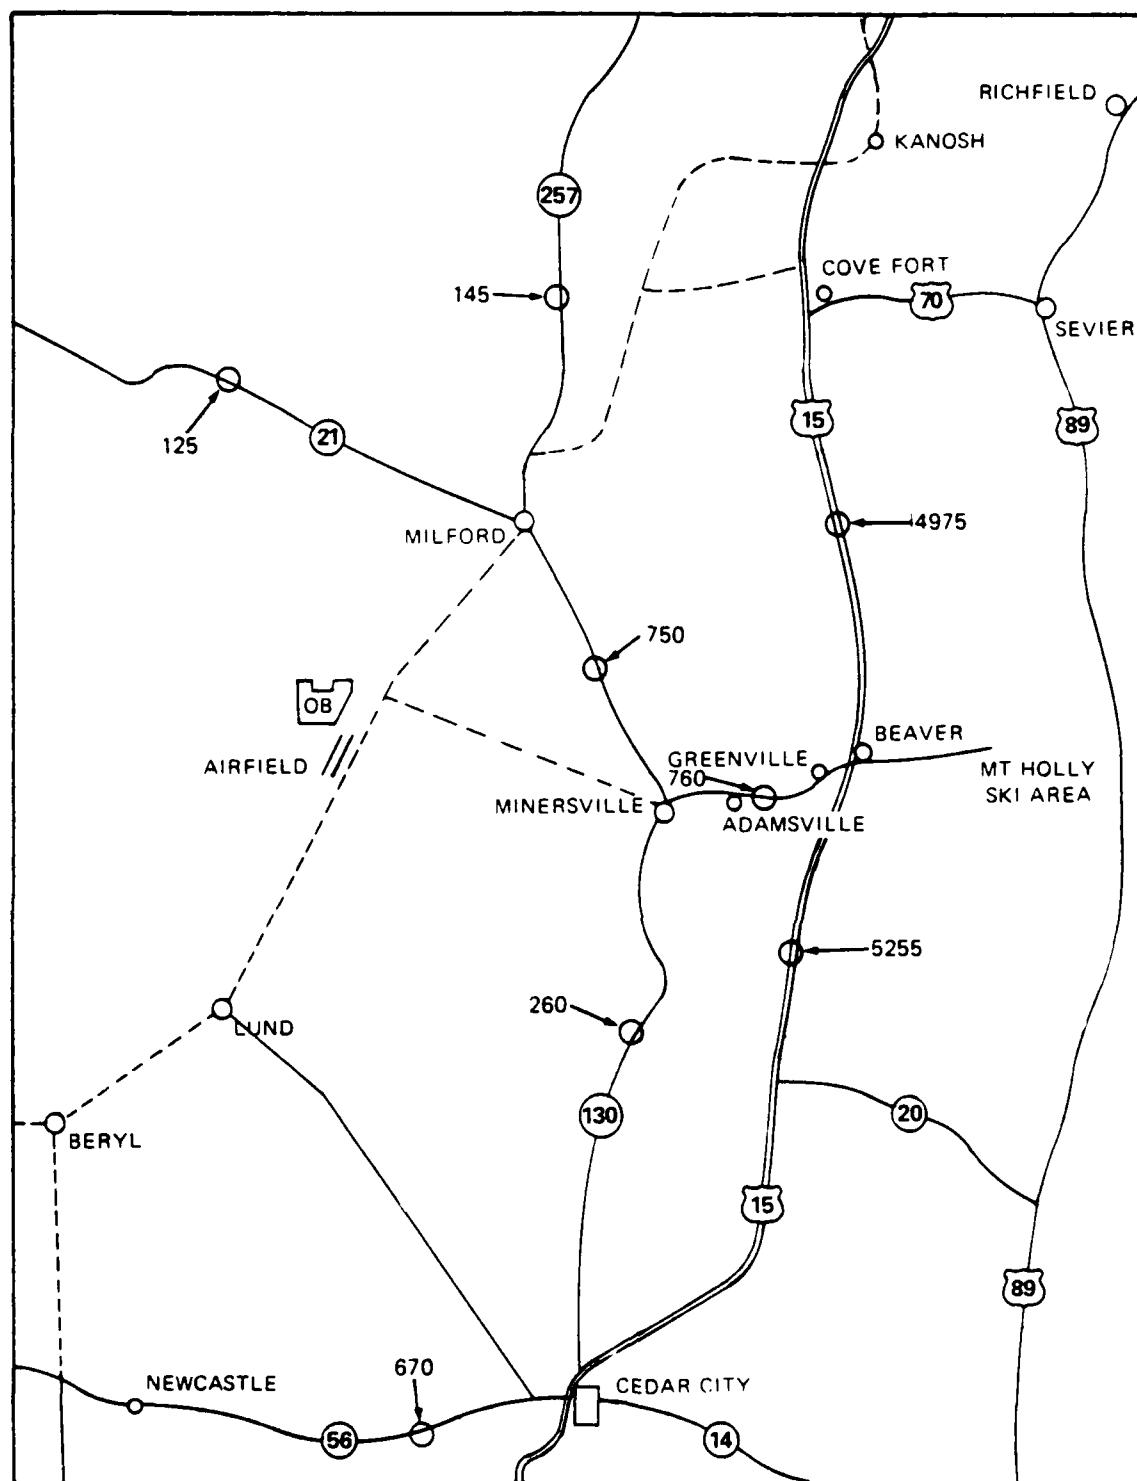 RICHFIELD
KANOSH
257
COVE FORT
145
70
SEVIER
15
89
125
21
4975
MILFORD
750
OB
BEAVER
GREENVILLE
AIRFIELD
760
MT HOLLY
SKI AREA
MINERSVILLE
ADAMSVILLE
5255
260
LUND
130
20
BERYL
15
89
670
NEWCASTLE
CEDAR CITY
56
14